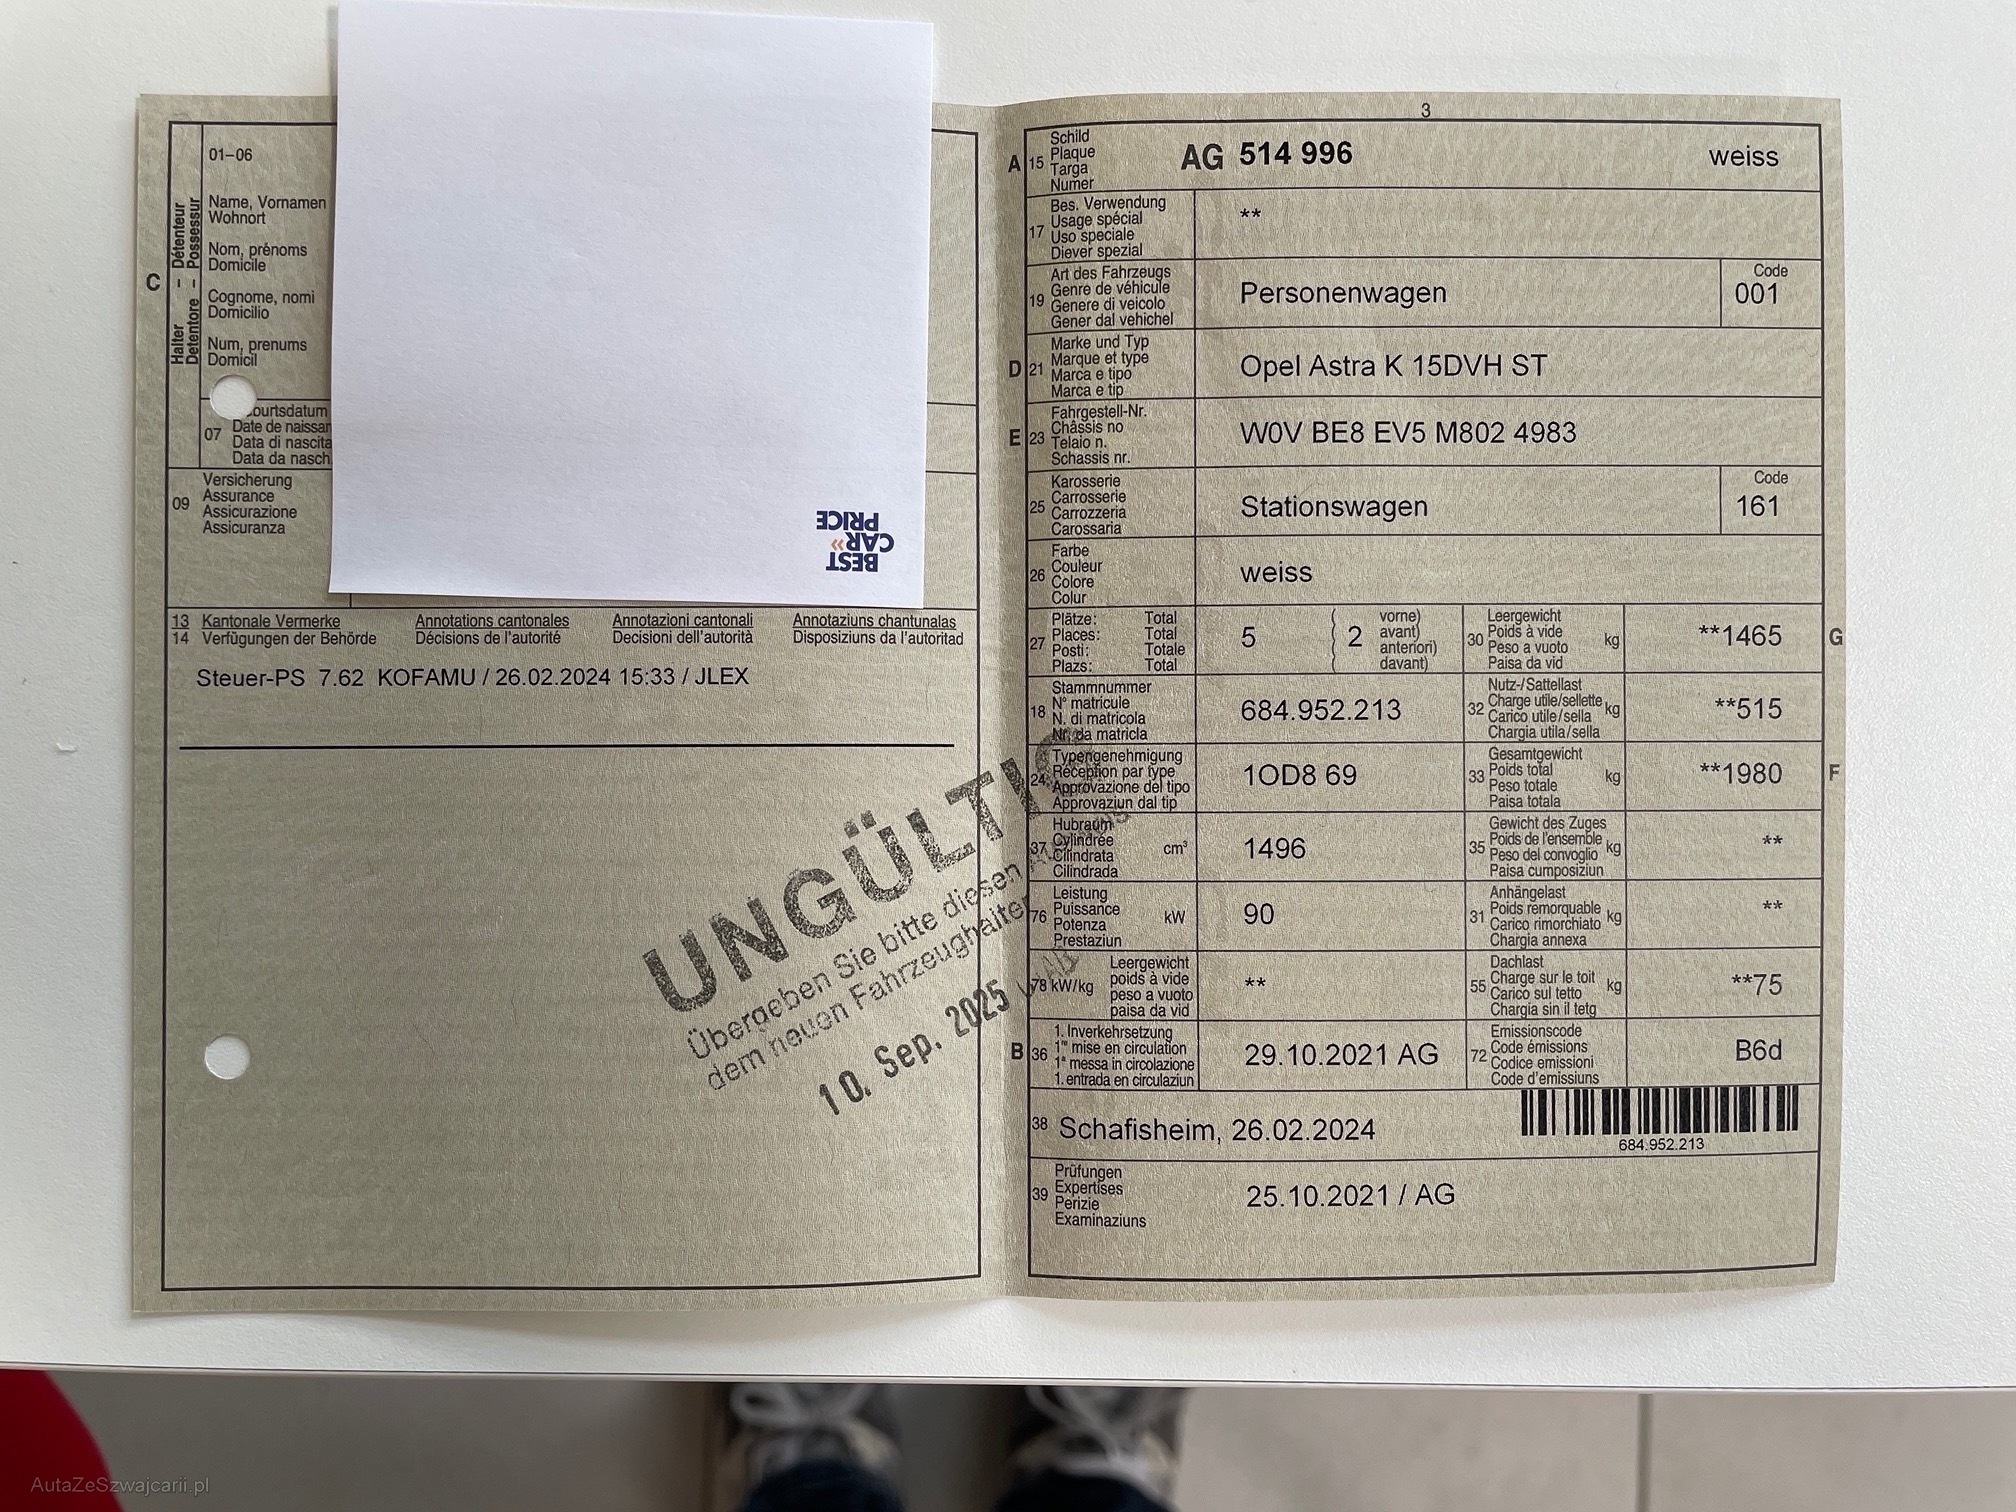 01–06
Halter – Détenteur
Detentore – Possessur
C
Name, Vornamen
Wohnort
Nom, prénoms
Domicile
Cognome, nomi
Domicilio
Num, prenums
Domicil
07
burtsdatum
Date de naissan
Data di nascita
Data da nasch
09
Versicherung
Assurance
Assicurazione
Assicuranza
BEST
CAR»
PRICE
13 Kantonale Vermerke Annotations cantonales Annotazioni cantonali Annotaziuns chantunalas
14 Verfügungen der Behörde Décisions de l'autorité Decisioni dell'autorità Disposiziuns da l'autoritad
Steuer-PS 7.62 KOFAMU / 26.02.2024 15:33 / JLEX
UNGÜLTIG
Übergeben Sie bitte diesen
dem neuen Fahrzeughalter
10. Sep. 2025
3
A 15 Schild
Plaque
Targa
Numer
AG 514 996 weiss
17 Bes. Verwendung
Usage spécial
Uso speciale
Diever spezial
**
19 Art des Fahrzeugs
Genre de véhicule
Genere di veicolo
Gener dal vehichel
Personenwagen
Code
001
D 21 Marke und Typ
Marque et type
Marca e tipo
Marca e tip
Opel Astra K 15DVH ST
E 23 Fahrgestell-Nr.
Châssis no
Telaio n.
Schassis nr.
W0V BE8 EV5 M802 4983
25 Karosserie
Carrosserie
Carrozzeria
Carossaria
Stationswagen
Code
161
26 Farbe
Couleur
Colore
Colur
weiss
27 Plätze: Total
Places: Total
Posti: Totale
Plazs: Total
5 ( 2 vorne)
avant)
anteriori)
davant)
30 Leergewicht
Poids à vide
Peso a vuoto
Paisa da vid
kg **1465 G
18 Stammnummer
N° matricule
N. di matricola
Nr. da matricla
684.952.213
32 Nutz-/Sattellast
Charge utile/sellette
Carico utile/sella
Chargia utila/sella
kg **515
24 Typengenehmigung
Réception par type
Approvazione del tipo
Approvaziun dal tip
1OD8 69
33 Gesamtgewicht
Poids total
Peso totale
Paisa totala
kg **1980 F
37 Hubraum
Cylindrée
Cilindrata
Cilindrada
cm³ 1496
35 Gewicht des Zuges
Poids de l'ensemble
Peso del convoglio
Paisa cumposiziun
kg **
76 Leistung
Puissance
Potenza
Prestaziun
kW 90
31 Anhängelast
Poids remorquable
Carico rimorchiato
Chargia annexa
kg **
78 kW/kg Leergewicht
poids à vide
peso a vuoto
paisa da vid
**
55 Dachlast
Charge sur le toit
Carico sul tetto
Chargia sin il tetg
kg **75
B 36 1. Inverkehrsetzung
1re mise en circulation
1a messa in circolazione
1. entrada en circulaziun
29.10.2021 AG
72 Emissionscode
Code émissions
Codice emissioni
Code d'emissiuns
B6d
38 Schafisheim, 26.02.2024
684.952.213
39 Prüfungen
Expertises
Perizie
Examinaziuns
25.10.2021 / AG
AutaZeSzwajcarii.pl